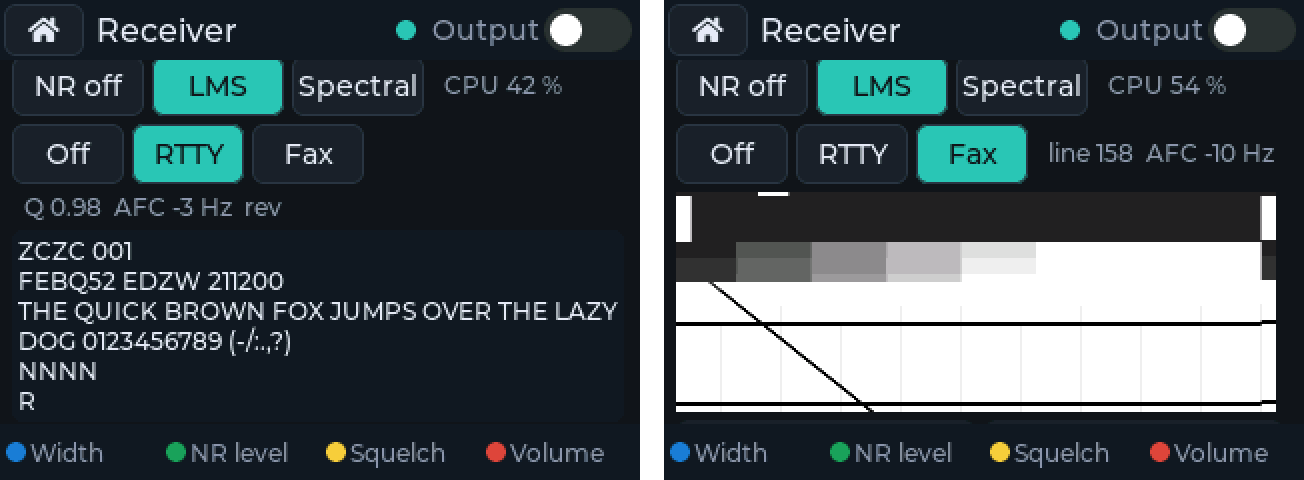 Receiver Output
NR off LMS Spectral CPU 42 %
Off RTTY Fax
Q 0.98 AFC -3 Hz rev
ZCZC 001
FEBQ52 EDZW 211200
THE QUICK BROWN FOX JUMPS OVER THE LAZY
DOG 0123456789 (-/:.,?)
NNNN
R
Width NR level Squelch Volume
Receiver Output
NR off LMS Spectral CPU 54 %
Off RTTY Fax line 158 AFC -10 Hz
Width NR level Squelch Volume